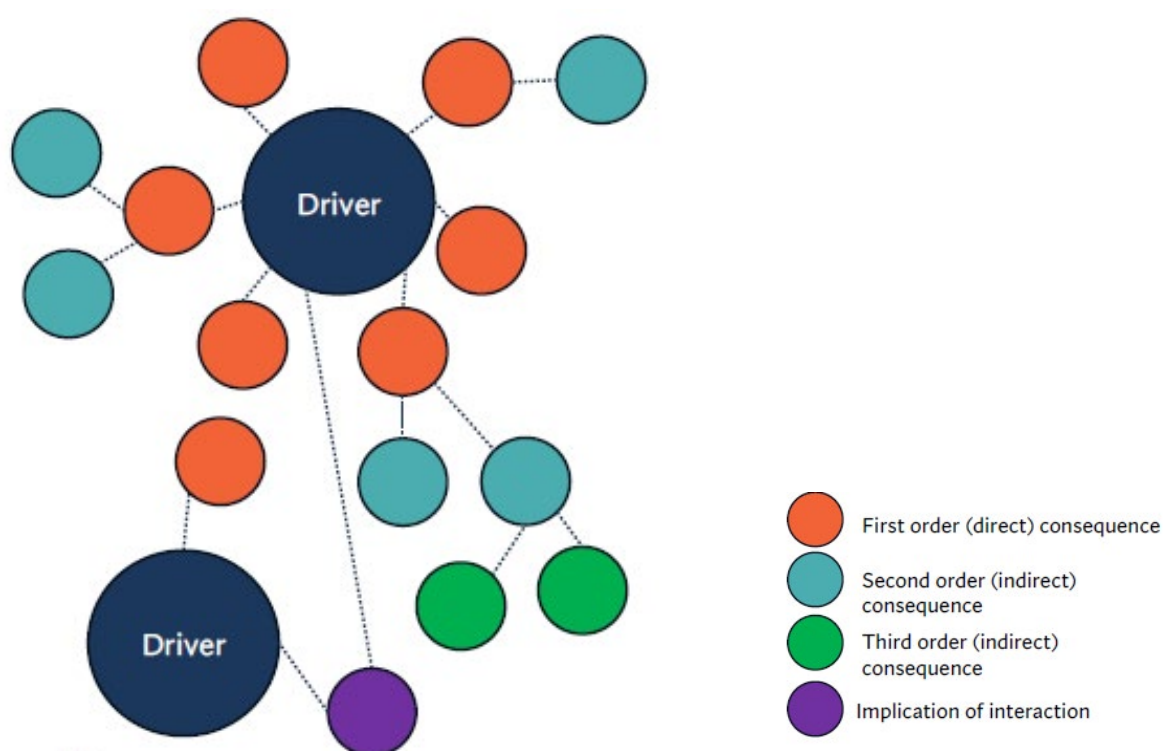 Driver
Driver
First order (direct) consequence
Second order (indirect)
consequence
Third order (indirect)
consequence
Implication of interaction